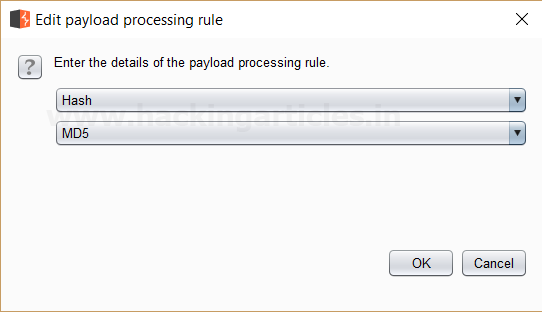 Edit payload processing rule
?
Enter the details of the payload processing rule.
Hash
www.hackingarticles.in
MD5
OK
Cancel